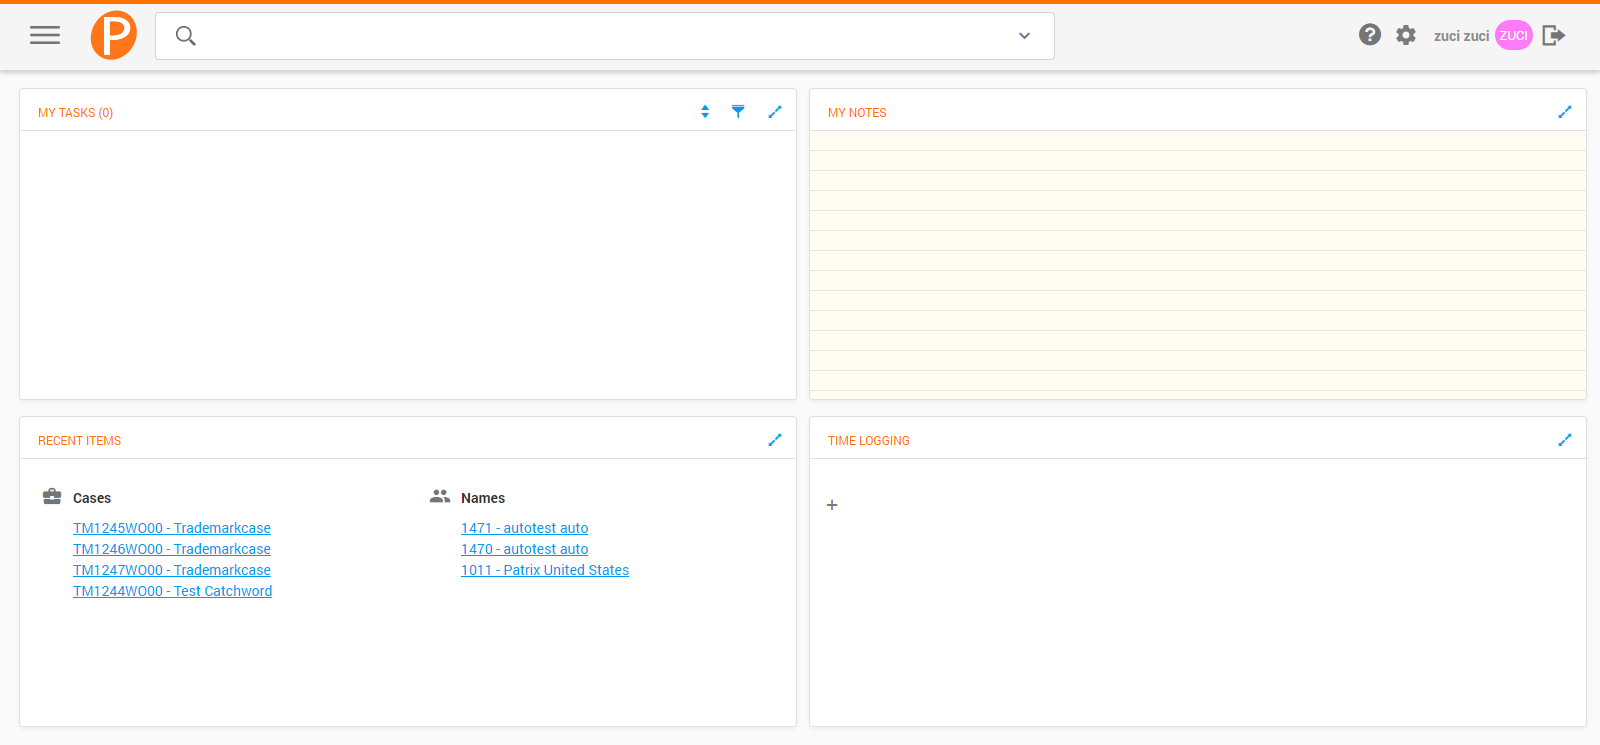 P
zuci zuci ZUCI
MY TASKS (0)
MY NOTES
RECENT ITEMS
Cases
TM1245WO00 - Trademarkcase
TM1246WO00 - Trademarkcase
TM1247WO00 - Trademarkcase
TM1244WO00 - Test Catchword
Names
1471 - autotest auto
1470 - autotest auto
1011 - Patrix United States
TIME LOGGING